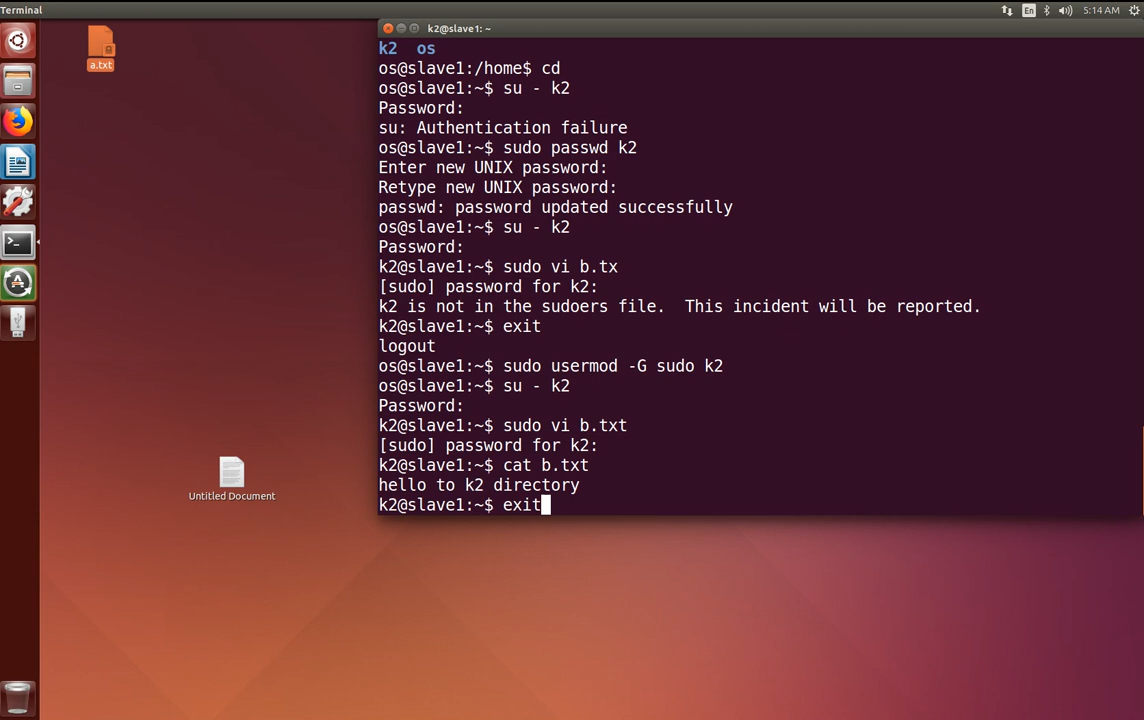 Terminal
En
5:14 AM
a.txt
k2@slave1: ~
k2  os
os@slave1:/home$ cd
os@slave1:~$ su - k2
Password:
su: Authentication failure
os@slave1:~$ sudo passwd k2
Enter new UNIX password:
Retype new UNIX password:
passwd: password updated successfully
os@slave1:~$ su - k2
Password:
k2@slave1:~$ sudo vi b.tx
[sudo] password for k2:
k2 is not in the sudoers file.  This incident will be reported.
k2@slave1:~$ exit
logout
os@slave1:~$ sudo usermod -G sudo k2
os@slave1:~$ su - k2
Password:
k2@slave1:~$ sudo vi b.txt
[sudo] password for k2:
k2@slave1:~$ cat b.txt
hello to k2 directory
k2@slave1:~$ exit
Untitled Document